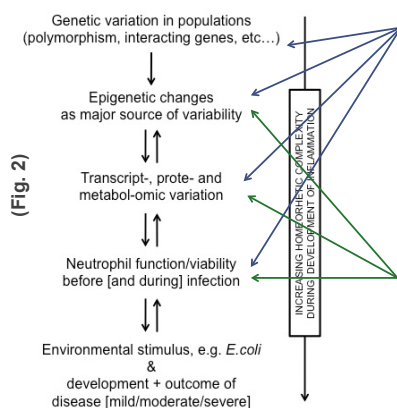 Genetic variation in populations
(polymorphism, interacting genes, etc…)
Epigenetic changes
as major source of variability
(Fig. 2)
Transcript-, prote- and
metabol-omic variation
Neutrophil function/viability
before [and during] infection
Environmental stimulus, e.g. E.coli
&
development + outcome of
disease [mild/moderate/severe]
INCREASING HOMEORHETIC COMPLEXITY
DURING DEVELOPMENT OF INFLAMMATION